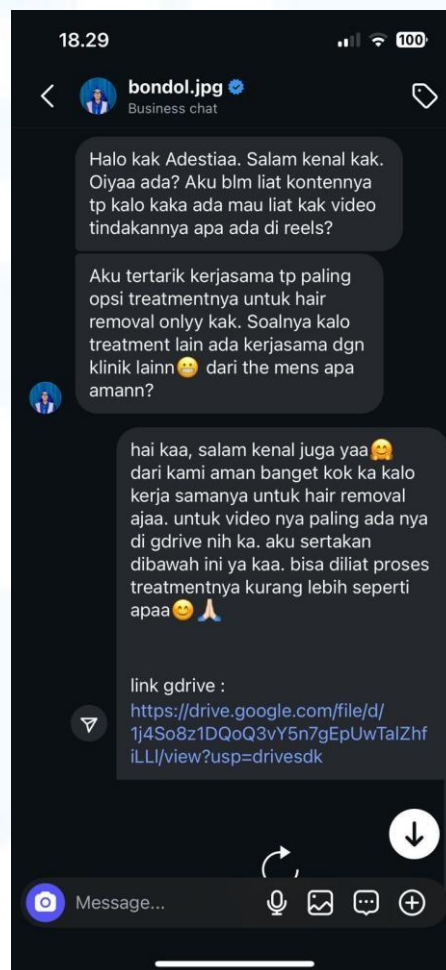 18.29
100
bondol.jpg
Business chat
Halo kak Adestiaa. Salam kenal kak.
Oiyaa ada? Aku blm liat kontennya
tp kalo kaka ada mau liat kak video
tindakannya apa ada di reels?
Aku tertarik kerjasama tp paling
opsi treatmentnya untuk hair
removal onlyy kak. Soalnya kalo
treatment lain ada kerjasama dgn
klinik lainn😬 dari the mens apa
amann?
hai kaa, salam kenal juga yaa🤗
dari kami aman banget kok ka kalo
kerja samanya untuk hair removal
ajaa. untuk video nya paling ada nya
di gdrive nih ka. aku sertakan
dibawah ini ya kaa. bisa diliat proses
treatmentnya kurang lebih seperti
apaa😊🙏🏻
link gdrive :
https://drive.google.com/file/d/
1j4So8z1DQoQ3vY5n7gEpUwTalZhf
iLLl/view?usp=drivesdk
Message...